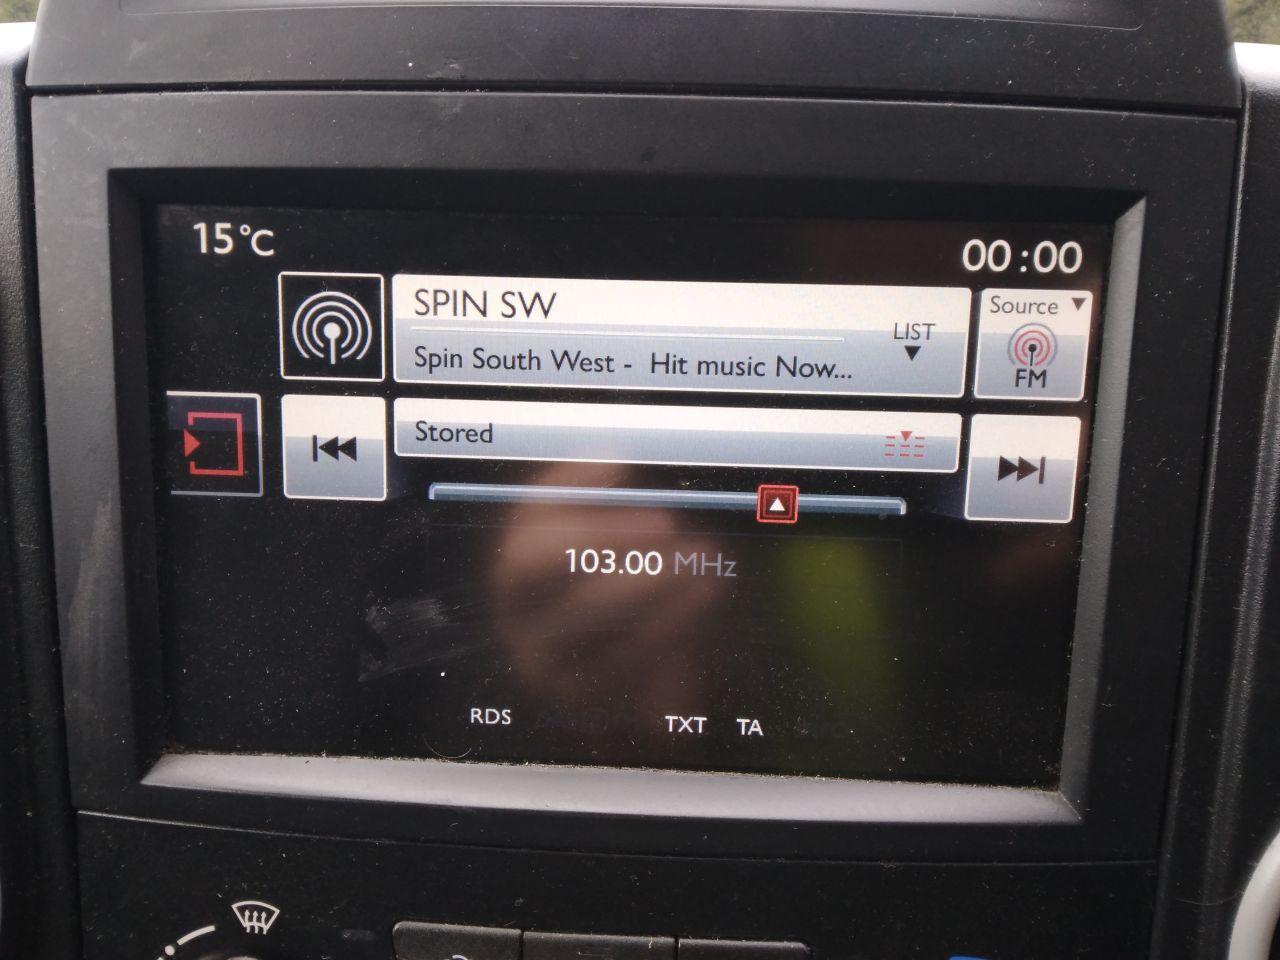 15°C
00:00
SPIN SW
LIST
Spin South West - Hit music Now...
Source
FM
Stored
103.00 MHz
RDS
TXT
TA